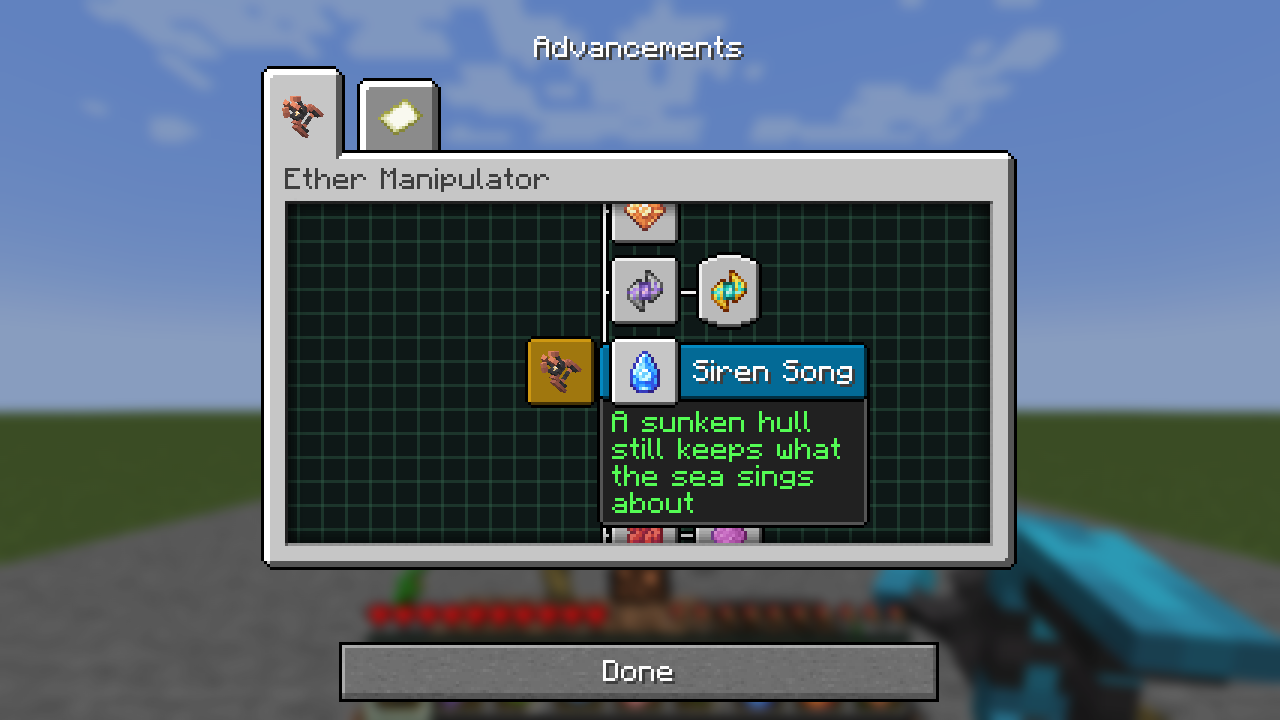 Advancements
Ether Manipulator
Siren Song
A sunken hull
still keeps what
the sea sings
about
Done